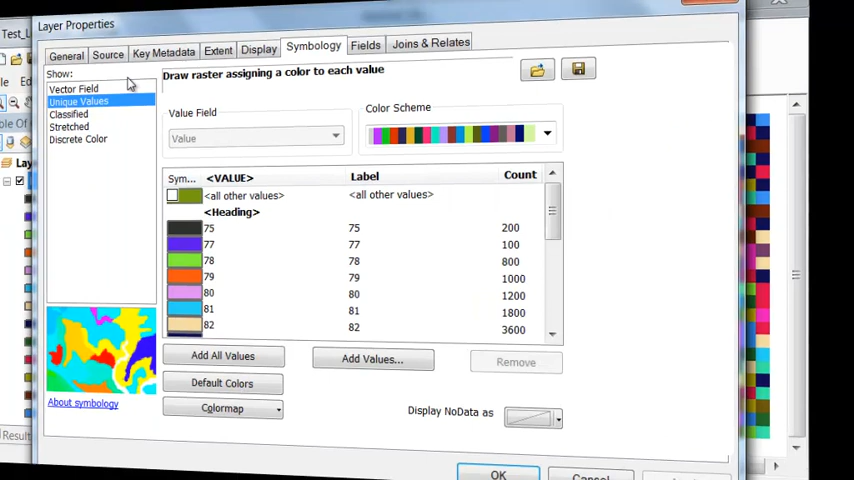 Layer Properties
Test_L
General Source Key Metadata Extent Display Symbology Fields Joins & Relates
Show:
Vector Field
Unique Values
Classified
Stretched
Discrete Color
Draw raster assigning a color to each value
Value Field
Value
Color Scheme
Sym... <VALUE> Label Count
<all other values> <all other values>
<Heading>
75 75 200
77 77 100
78 78 800
79 79 1000
80 80 1200
81 81 1800
82 82 3600
Add All Values Add Values... Remove
Default Colors
Colormap
Display NoData as
About symbology
OK Cancel
Lay